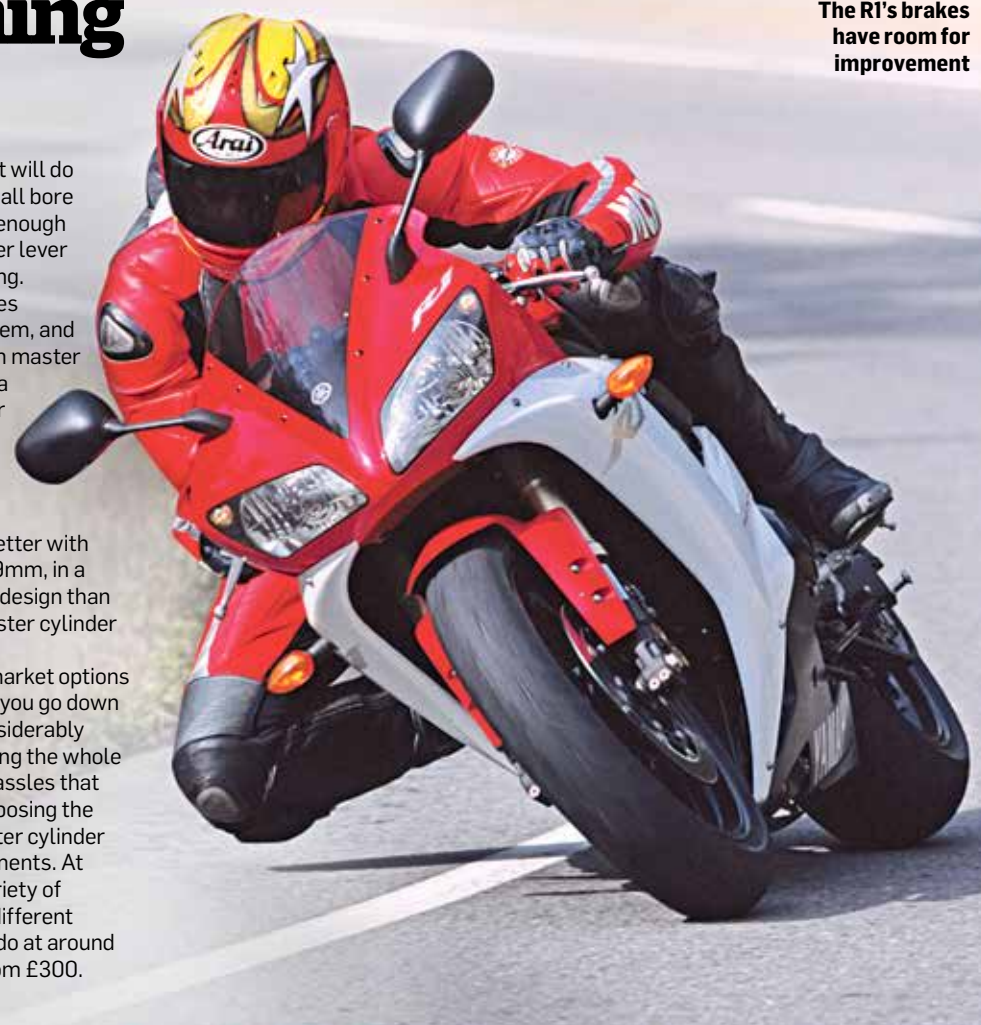 ning
The R1's brakes
have room for
improvement
t will do
all bore
enough
er lever
ng.
es
em, and
n master
a
r
etter with
9mm, in a
design than
ster cylinder
market options
you go down
siderably
ng the whole
assles that
posing the
ter cylinder
nents. At
riety of
different
do at around
om £300.
Arai
R1